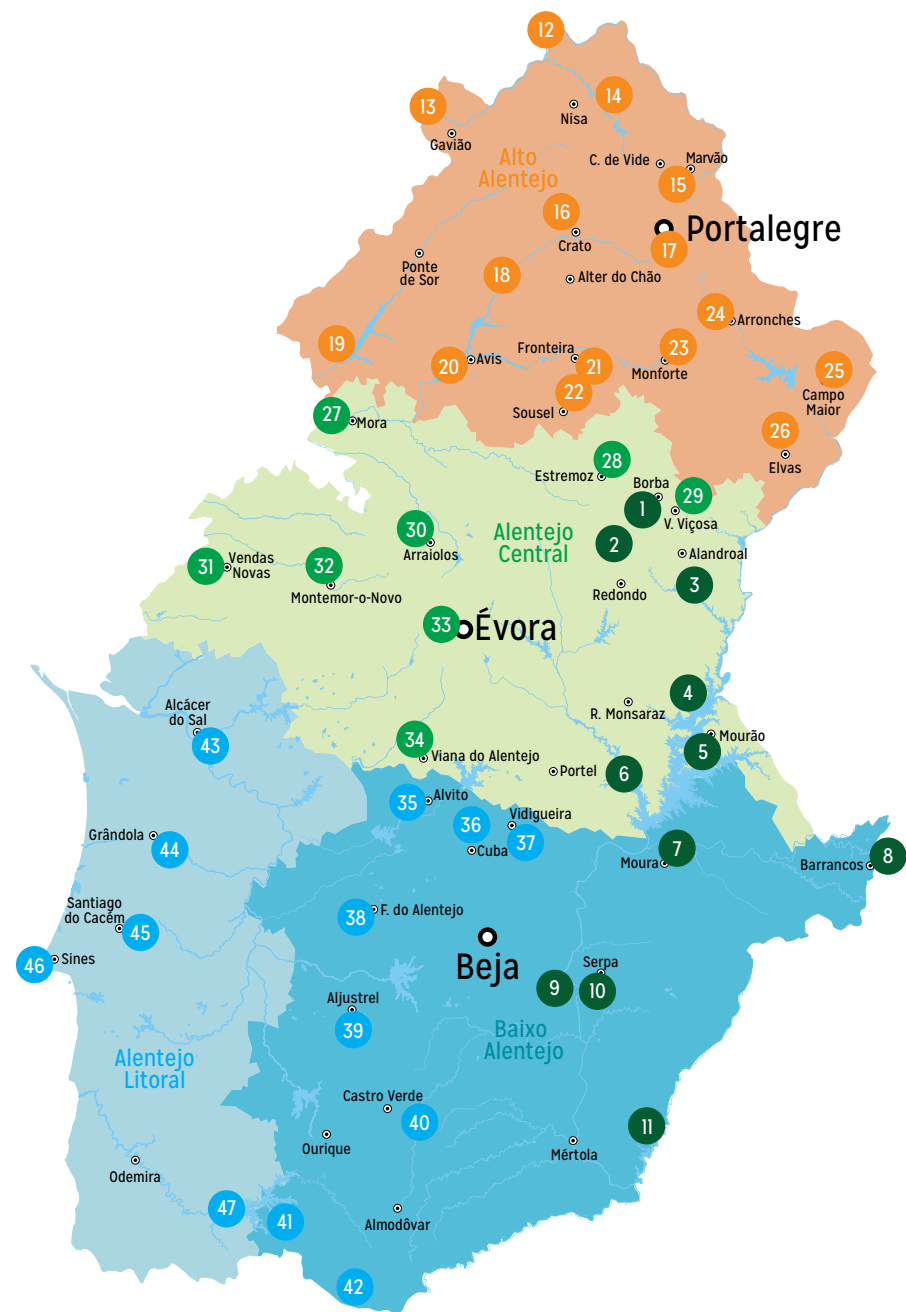 12
14
13
Nisa
Gavião
Alto
Alentejo
C. de Vide
Marvão
15
16
Crato
Portalegre
17
Ponte
de Sor
18
Alter do Chão
24
Arronches
19
20
Avis
Fronteira
21
23
Monforte
25
Campo
Maior
22
Sousel
27
Mora
26
Elvas
28
Estremoz
Borba
29
1
V. Viçosa
30
Arraiolos
Alentejo
Central
2
Alandroal
31
Vendas
Novas
32
Montemor-o-Novo
Redondo
3
33
Évora
4
R. Monsaraz
Alcácer
do Sal
43
34
Viana do Alentejo
Mourão
5
Portel
6
35
Alvito
36
Vidigueira
37
Cuba
Grândola
44
7
Moura
8
Barrancos
Santiago
do Cacém
45
38
F. do Alentejo
Beja
46
Sines
Serpa
9
10
Aljustrel
39
Baixo
Alentejo
Alentejo
Litoral
Castro Verde
40
11
Ourique
Mértola
Odemira
47
41
Almodôvar
42